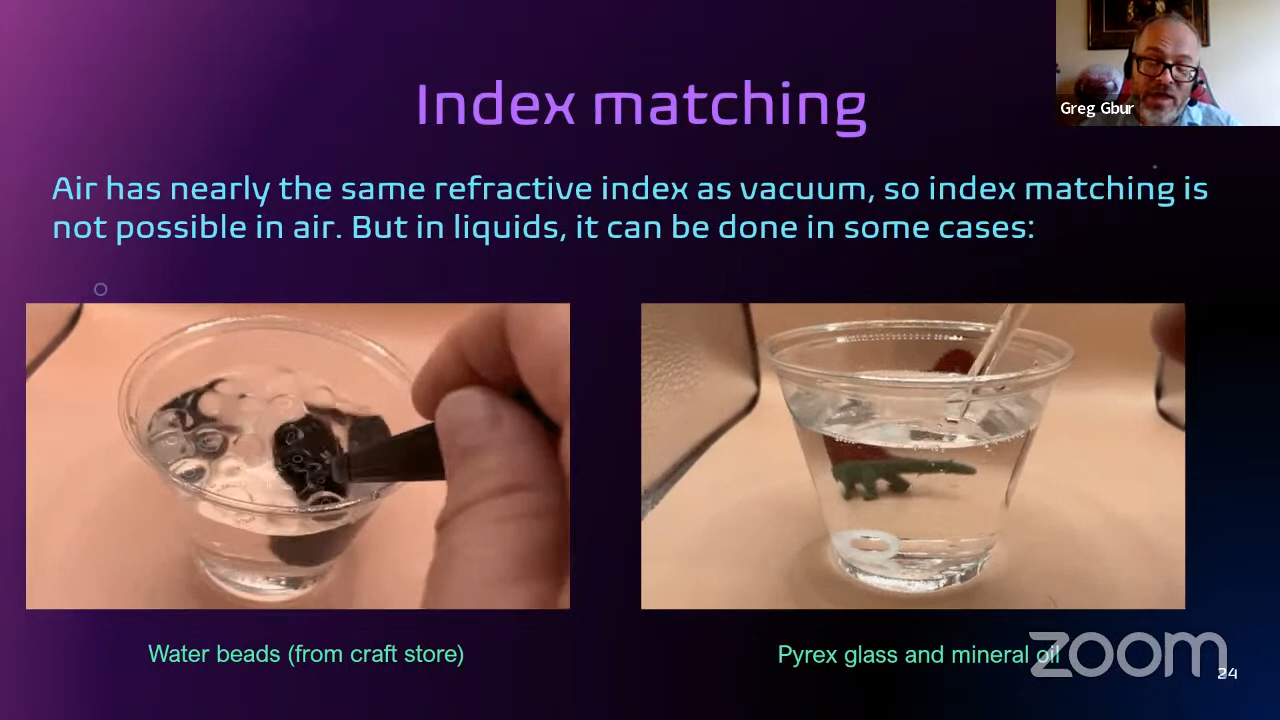 Index matching
Greg Gbur
Air has nearly the same refractive index as vacuum, so index matching is
not possible in air. But in liquids, it can be done in some cases:
Water beads (from craft store)
Pyrex glass and mineral oil
zoom
24